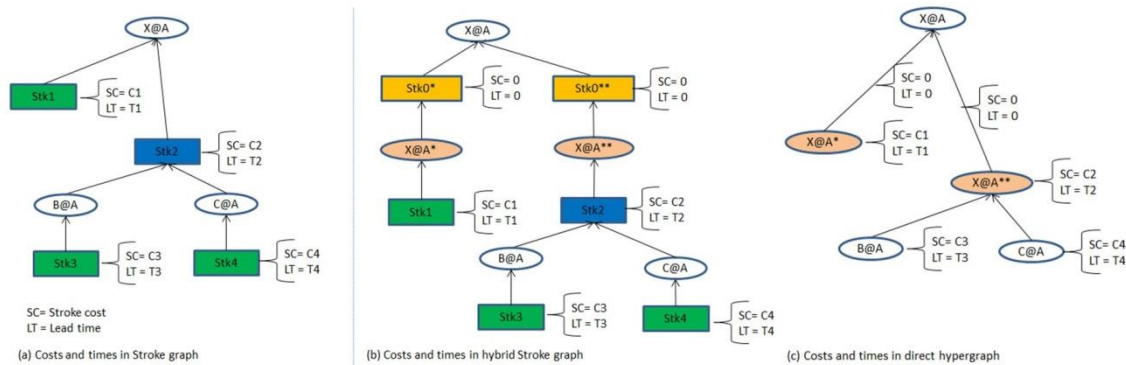 X@A
Stk1
SC= C1
LT = T1
Stk2
SC= C2
LT = T2
B@A
C@A
Stk3
SC= C3
LT = T3
Stk4
SC= C4
LT = T4
SC= Stroke cost
LT = Lead time
(a) Costs and times in Stroke graph
X@A
Stk0*
SC= 0
LT = 0
Stk0**
SC= 0
LT = 0
X@A*
X@A**
Stk1
SC= C1
LT = T1
Stk2
SC= C2
LT = T2
B@A
C@A
Stk3
SC= C3
LT = T3
Stk4
SC= C4
LT = T4
(b) Costs and times in hybrid Stroke graph
X@A
SC= 0
LT = 0
SC= 0
LT = 0
X@A*
SC= C1
LT = T1
X@A**
SC= C2
LT = T2
B@A
SC= C3
LT = T3
C@A
SC= C4
LT = T4
(c) Costs and times in direct hypergraph